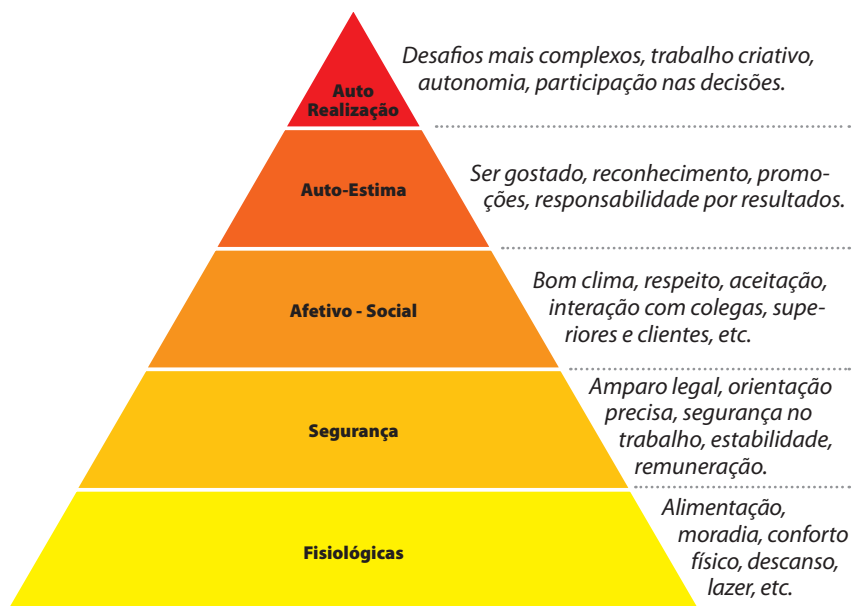 Auto
Realização
Desafios mais complexos, trabalho criativo,
autonomia, participação nas decisões.
Auto-Estima
Ser gostado, reconhecimento, promo-
ções, responsabilidade por resultados.
Afetivo - Social
Bom clima, respeito, aceitação,
interação com colegas, supe-
riores e clientes, etc.
Segurança
Amparo legal, orientação
precisa, segurança no
trabalho, estabilidade,
remuneração.
Fisiológicas
Alimentação,
moradia, conforto
físico, descanso,
lazer, etc.